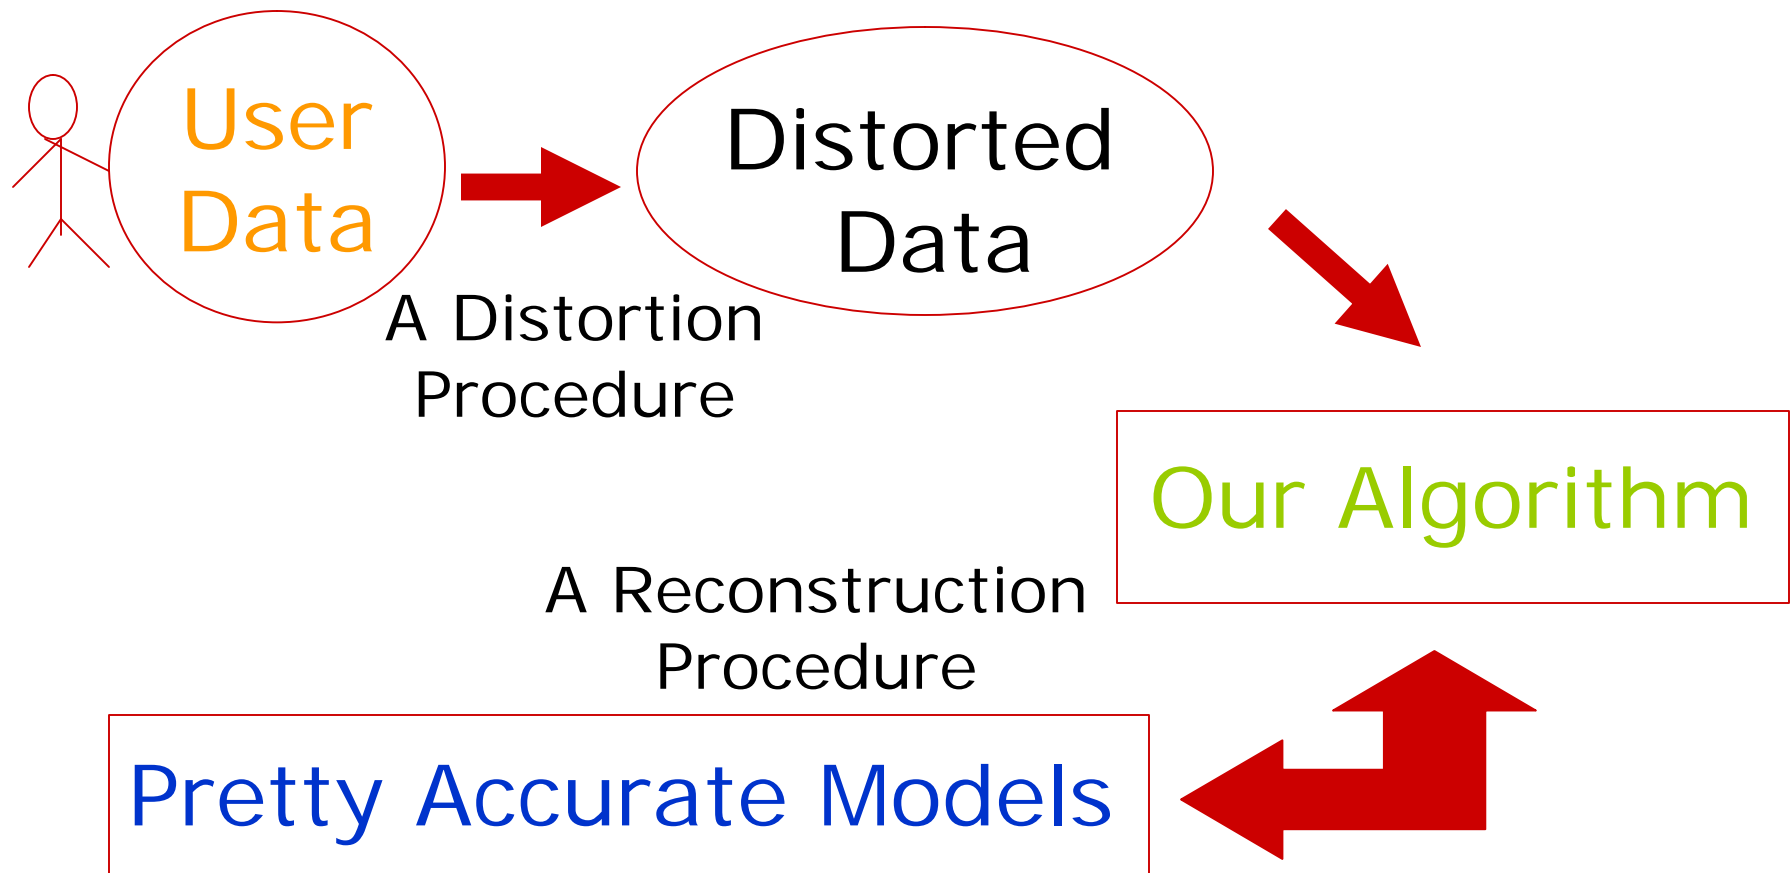 User
Data
Distorted
Data
A Distortion
Procedure
Our Algorithm
A Reconstruction
Procedure
Pretty Accurate Models